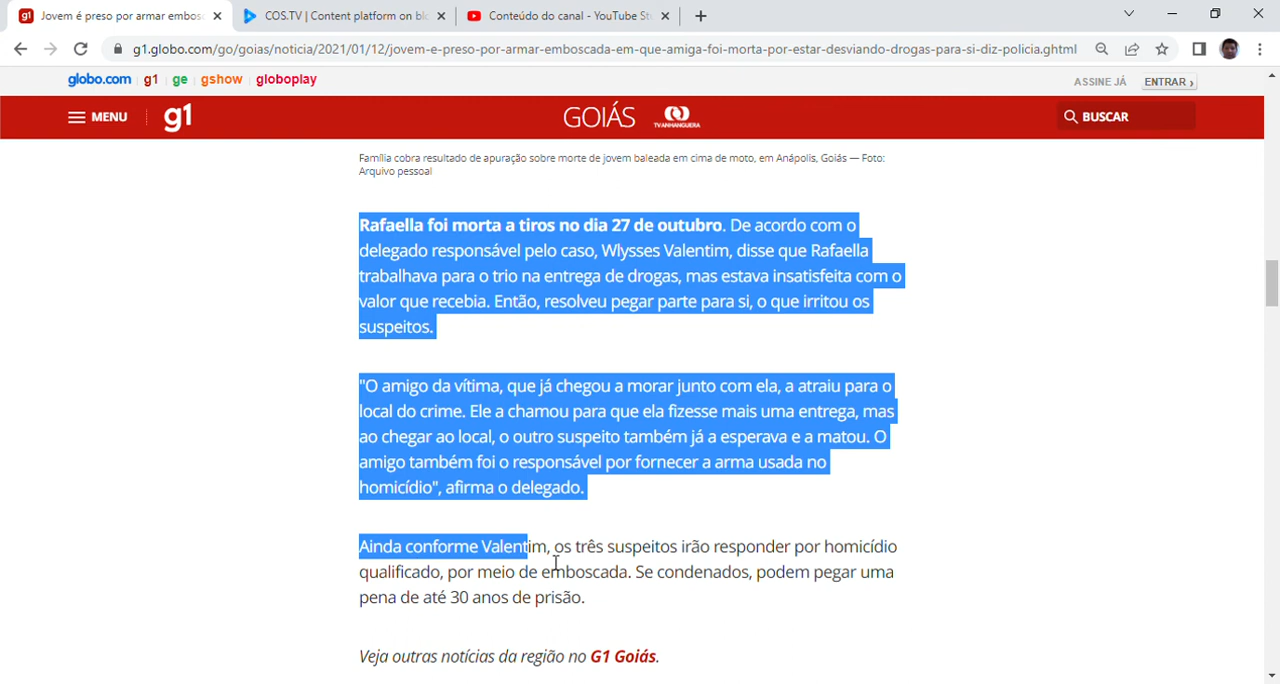 g1 Jovem é preso por armar embos
COS.TV | Content platform on blo
Conteúdo do canal - YouTube St
g1.globo.com/go/goias/noticia/2021/01/12/jovem-e-preso-por-armar-emboscada-em-que-amiga-foi-morta-por-estar-desviando-drogas-para-si-diz-policia.ghtml
globo.com g1 ge gshow globoplay
ASSINE JÁ ENTRAR ›
MENU g1 GOIÁS TV ANHANGUERA BUSCAR
Família cobra resultado de apuração sobre morte de jovem baleada em cima de moto, em Anápolis, Goiás — Foto:
Arquivo pessoal
Rafaella foi morta a tiros no dia 27 de outubro. De acordo com o
delegado responsável pelo caso, Wlysses Valentim, disse que Rafaella
trabalhava para o trio na entrega de drogas, mas estava insatisfeita com o
valor que recebia. Então, resolveu pegar parte para si, o que irritou os
suspeitos.
"O amigo da vítima, que já chegou a morar junto com ela, a atraiu para o
local do crime. Ele a chamou para que ela fizesse mais uma entrega, mas
ao chegar ao local, o outro suspeito também já a esperava e a matou. O
amigo também foi o responsável por fornecer a arma usada no
homicídio", afirma o delegado.
Ainda conforme Valentim, os três suspeitos irão responder por homicídio
qualificado, por meio de emboscada. Se condenados, podem pegar uma
pena de até 30 anos de prisão.
Veja outras notícias da região no G1 Goiás.